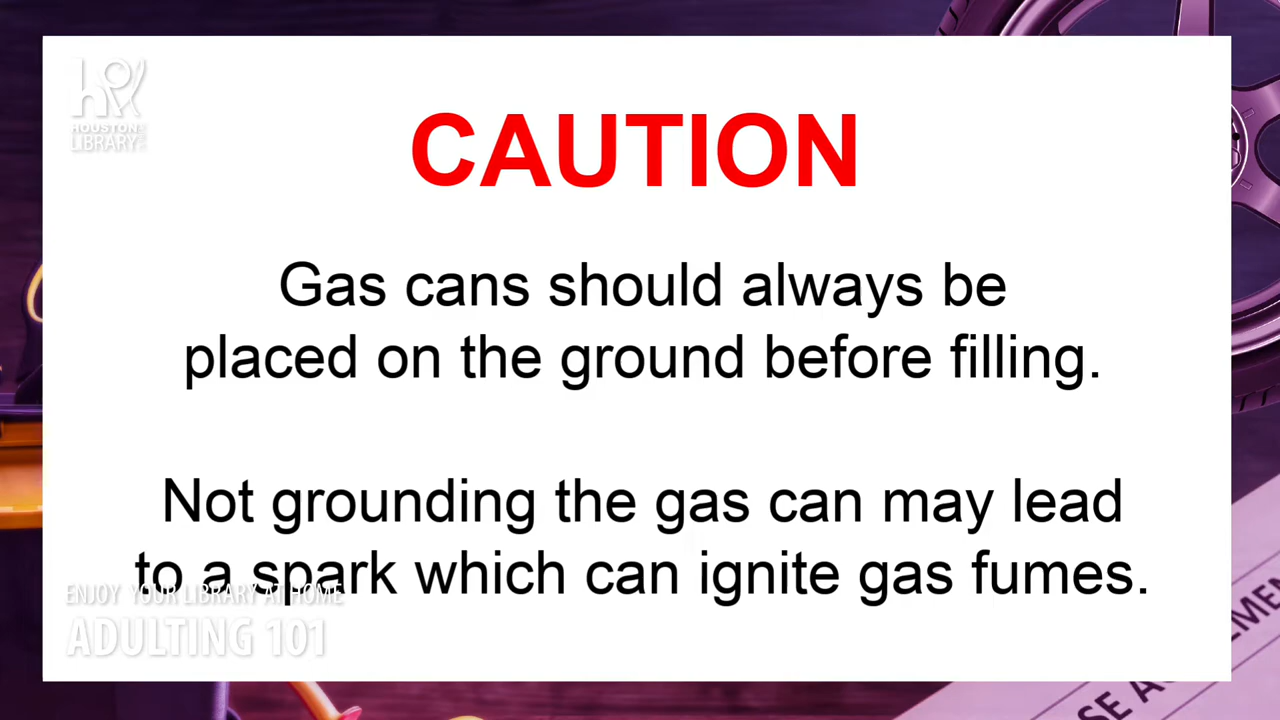 HOUSTON
LIBRARY
CAUTION
Gas cans should always be
placed on the ground before filling.
Not grounding the gas can may lead
to a spark which can ignite gas fumes.
ENJOY YOUR LIBRARY AT HOME
ADULTING 101